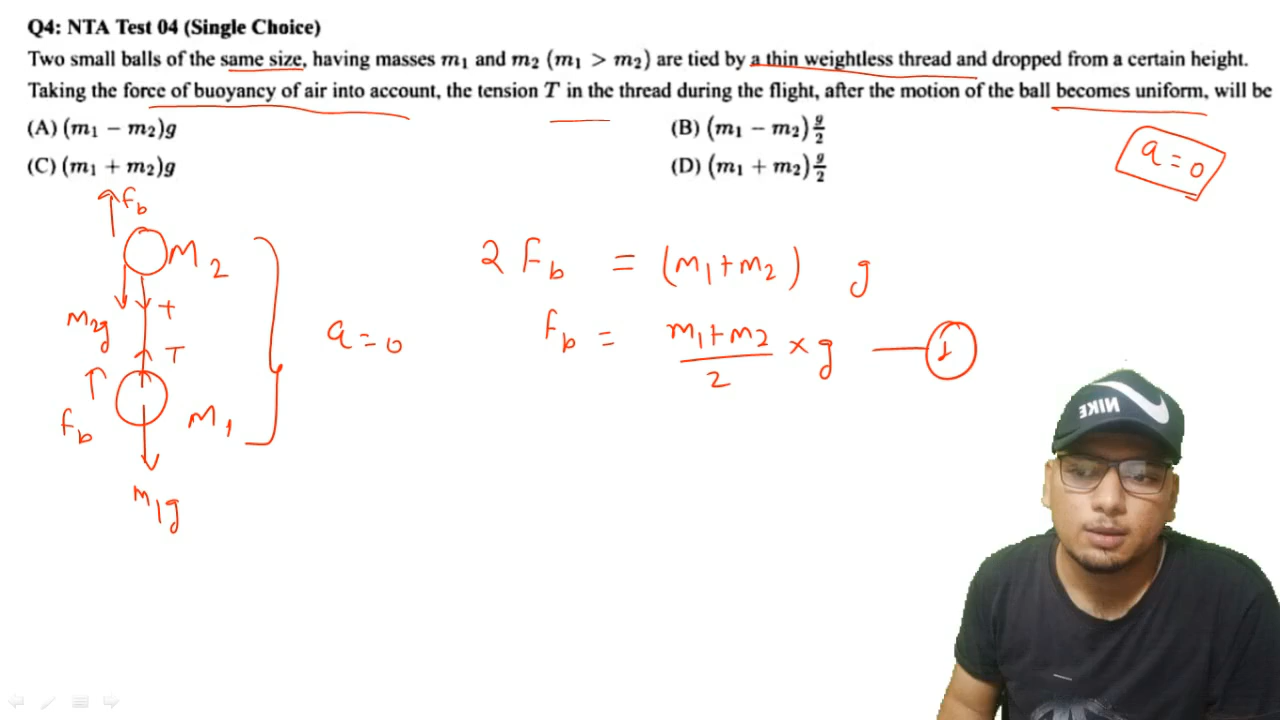 Q4: NTA Test 04 (Single Choice)
Two small balls of the same size, having masses m₁ and m₂ (m₁ > m₂) are tied by a thin weightless thread and dropped from a certain height.
Taking the force of buoyancy of air into account, the tension T in the thread during the flight, after the motion of the ball becomes uniform, will be
(A) (m₁ − m₂)g
(B) (m₁ − m₂) g/2
(C) (m₁ + m₂)g
(D) (m₁ + m₂) g/2
a = 0
f_b
M₂
M₂g
T
T
f_b
M₁
m₁g
a = 0
2 F_b = (m₁+m₂) g
f_b = (m₁+m₂)/2 × g — 1
NIKE